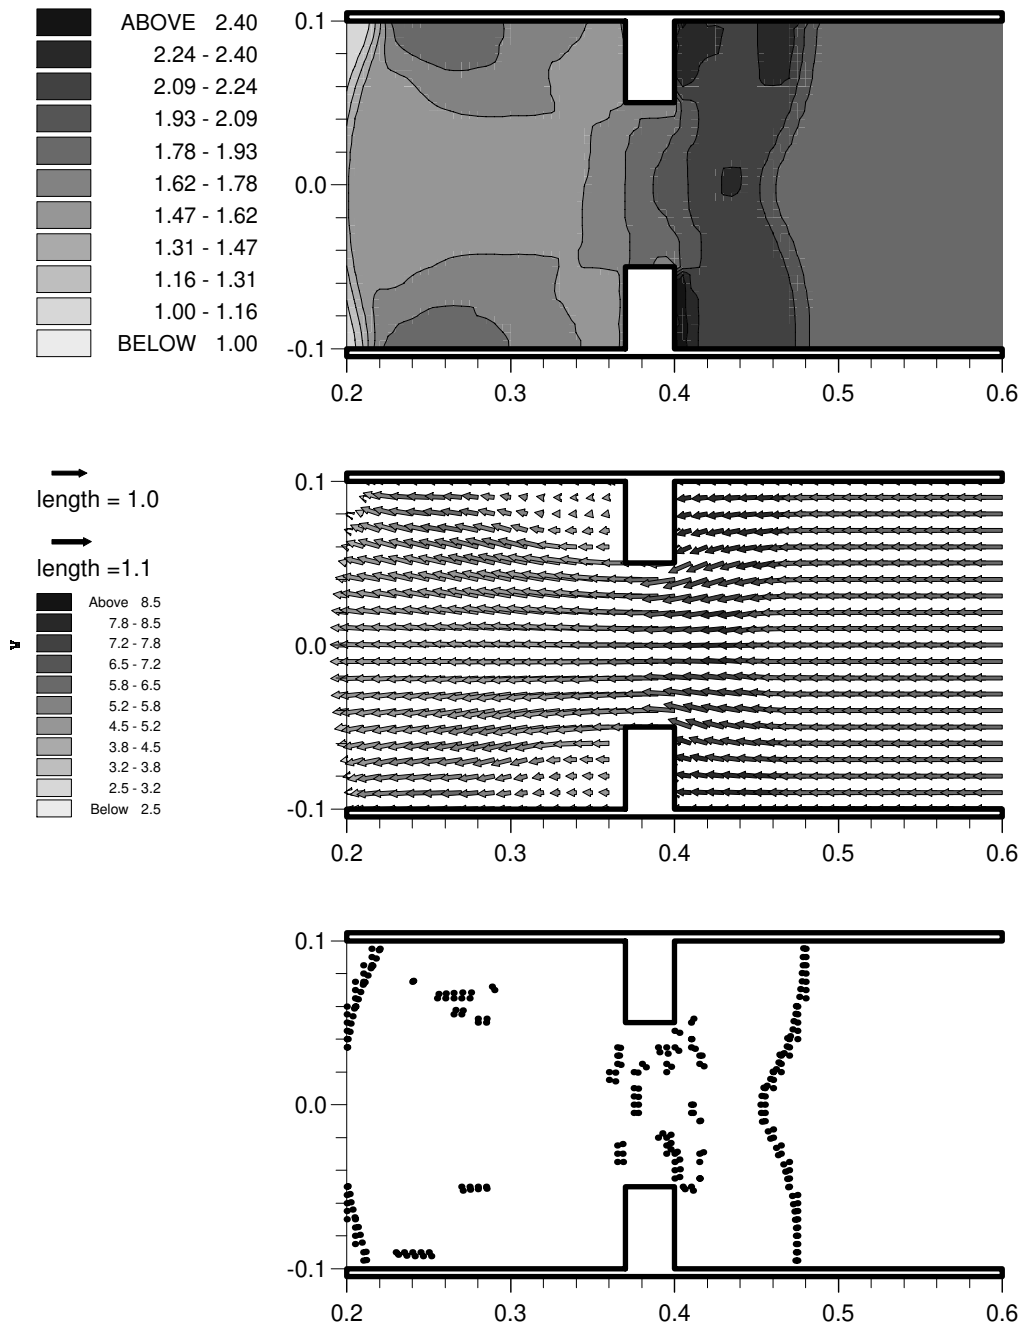 ABOVE 2.40
2.24 - 2.40
2.09 - 2.24
1.93 - 2.09
1.78 - 1.93
1.62 - 1.78
1.47 - 1.62
1.31 - 1.47
1.16 - 1.31
1.00 - 1.16
BELOW 1.00
0.1
0.0
-0.1
0.2 0.3 0.4 0.5 0.6
length = 1.0
length =1.1
Above 8.5
7.8 - 8.5
7.2 - 7.8
6.5 - 7.2
5.8 - 6.5
5.2 - 5.8
4.5 - 5.2
3.8 - 4.5
3.2 - 3.8
2.5 - 3.2
Below 2.5
0.1
0.0
-0.1
0.2 0.3 0.4 0.5 0.6
0.1
0.0
-0.1
0.2 0.3 0.4 0.5 0.6